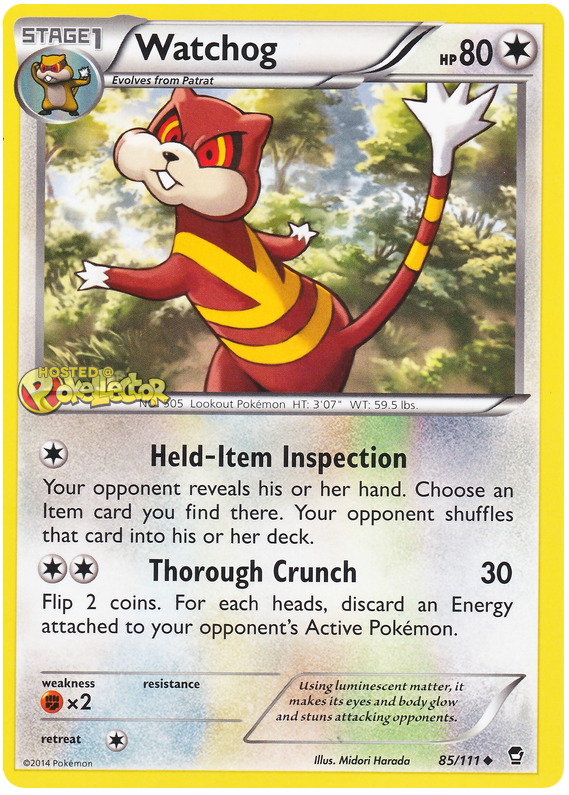 STAGE1
Watchog
HP 80
Evolves from Patrat
HOSTED @
Pokellector
NO. 505 Lookout Pokémon HT: 3'07" WT: 59.5 lbs.
Held-Item Inspection
Your opponent reveals his or her hand. Choose an
Item card you find there. Your opponent shuffles
that card into his or her deck.
Thorough Crunch 30
Flip 2 coins. For each heads, discard an Energy
attached to your opponent's Active Pokémon.
weakness resistance
×2
Using luminescent matter, it
makes its eyes and body glow
and stuns attacking opponents.
retreat
©2014 Pokémon
Illus. Midori Harada 85/111